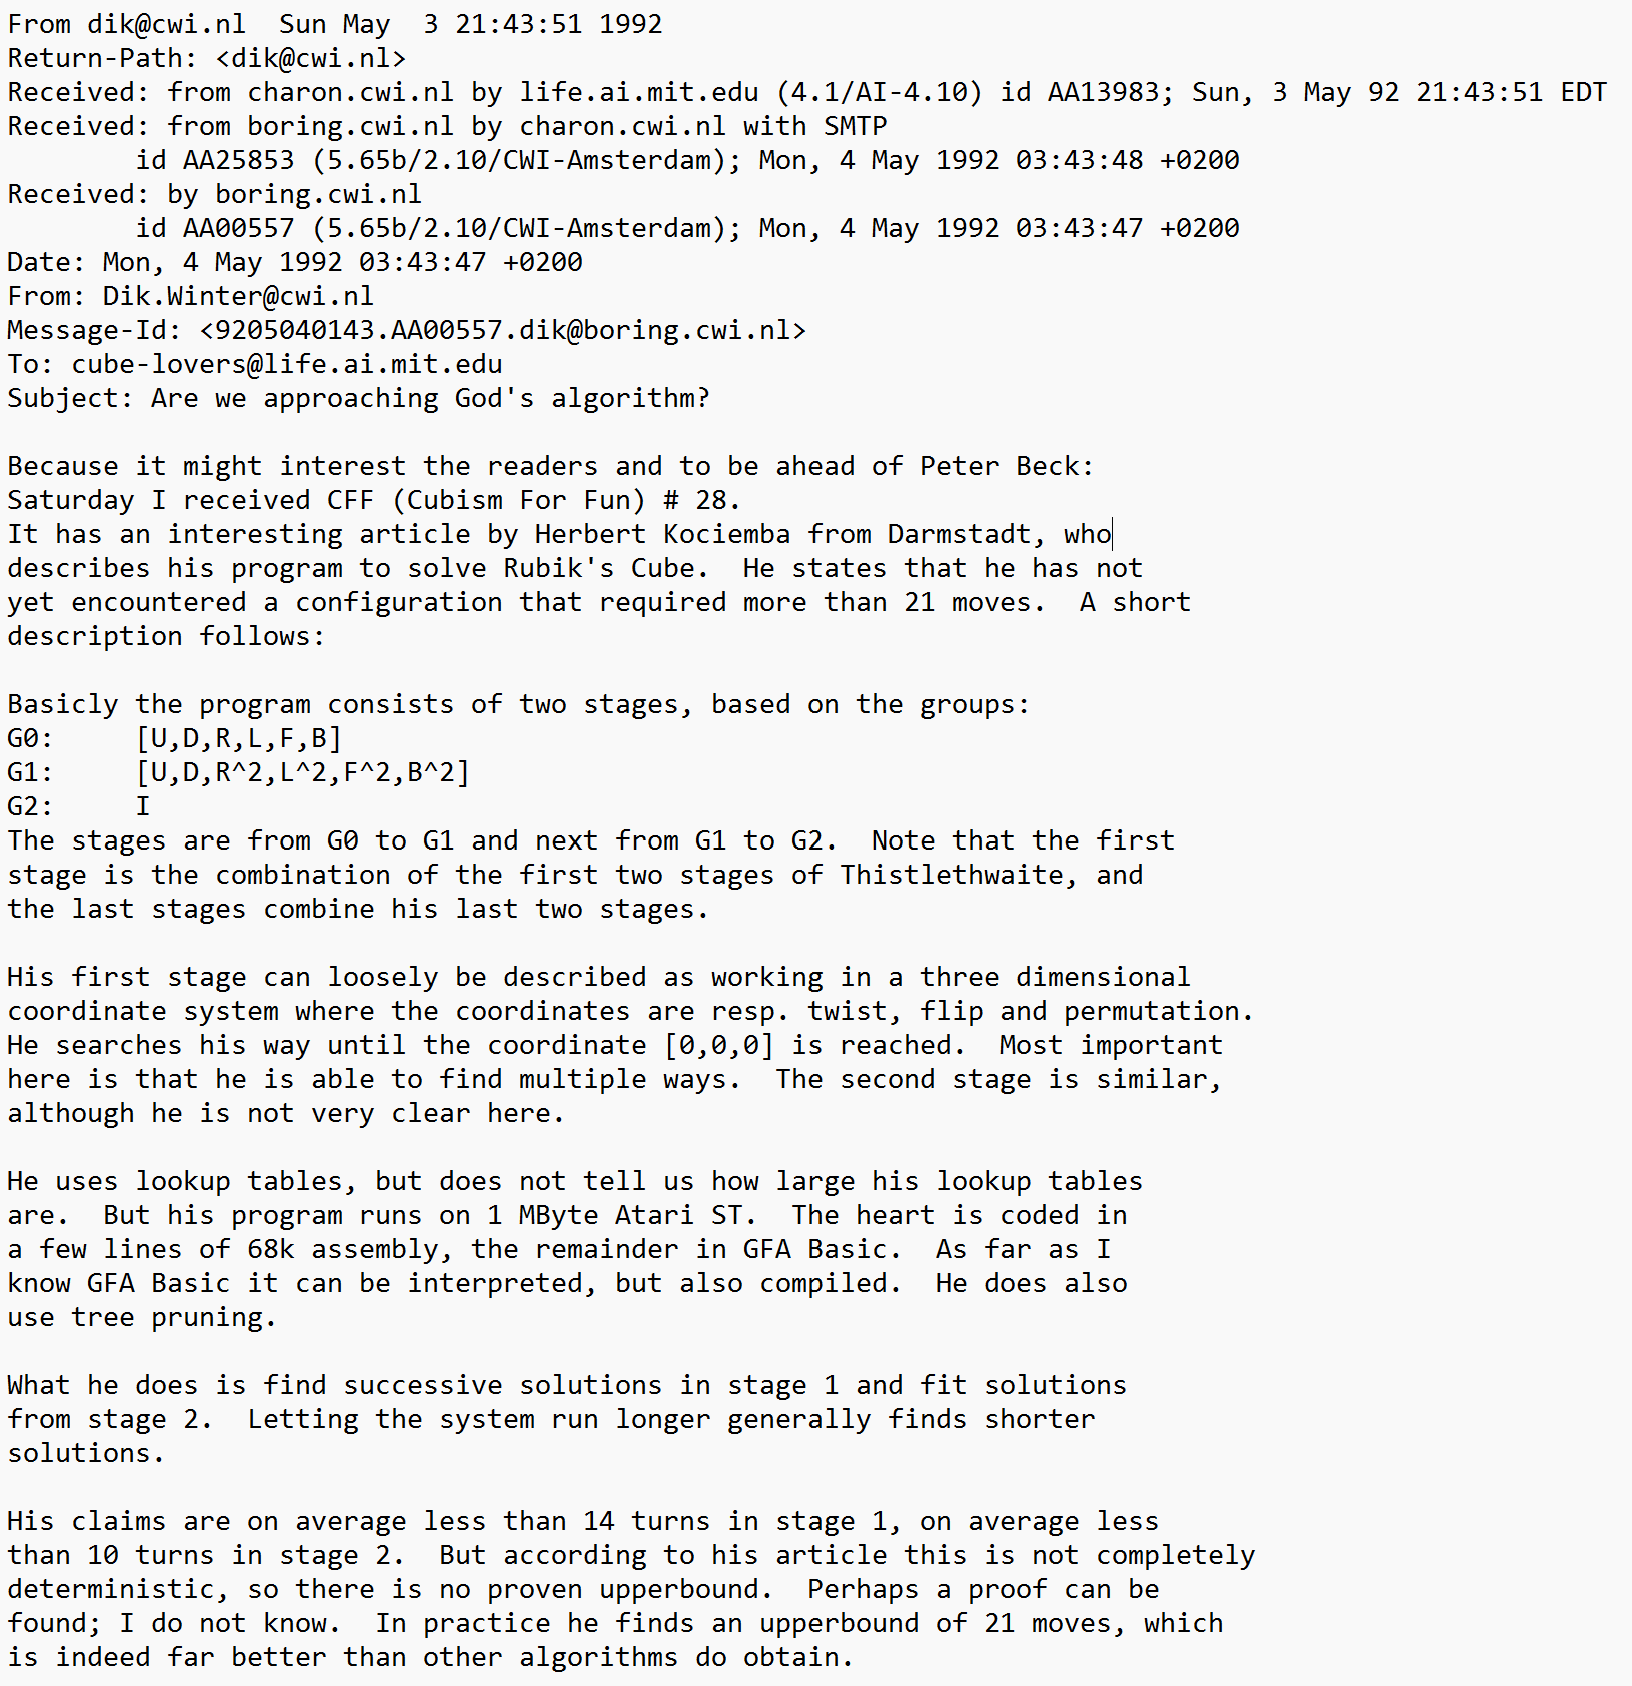 From dik@cwi.nl  Sun May  3 21:43:51 1992
Return-Path: <dik@cwi.nl>
Received: from charon.cwi.nl by life.ai.mit.edu (4.1/AI-4.10) id AA13983; Sun, 3 May 92 21:43:51 EDT
Received: from boring.cwi.nl by charon.cwi.nl with SMTP
	id AA25853 (5.65b/2.10/CWI-Amsterdam); Mon, 4 May 1992 03:43:48 +0200
Received: by boring.cwi.nl
	id AA00557 (5.65b/2.10/CWI-Amsterdam); Mon, 4 May 1992 03:43:47 +0200
Date: Mon, 4 May 1992 03:43:47 +0200
From: Dik.Winter@cwi.nl
Message-Id: <9205040143.AA00557.dik@boring.cwi.nl>
To: cube-lovers@life.ai.mit.edu
Subject: Are we approaching God's algorithm?

Because it might interest the readers and to be ahead of Peter Beck:
Saturday I received CFF (Cubism For Fun) # 28.
It has an interesting article by Herbert Kociemba from Darmstadt, who
describes his program to solve Rubik's Cube.  He states that he has not
yet encountered a configuration that required more than 21 moves.  A short
description follows:

Basicly the program consists of two stages, based on the groups:
G0:	[U,D,R,L,F,B]
G1:	[U,D,R^2,L^2,F^2,B^2]
G2:	I
The stages are from G0 to G1 and next from G1 to G2.  Note that the first
stage is the combination of the first two stages of Thistlethwaite, and
the last stages combine his last two stages.

His first stage can loosely be described as working in a three dimensional
coordinate system where the coordinates are resp. twist, flip and permutation.
He searches his way until the coordinate [0,0,0] is reached.  Most important
here is that he is able to find multiple ways.  The second stage is similar,
although he is not very clear here.

He uses lookup tables, but does not tell us how large his lookup tables
are.  But his program runs on 1 MByte Atari ST.  The heart is coded in
a few lines of 68k assembly, the remainder in GFA Basic.  As far as I
know GFA Basic it can be interpreted, but also compiled.  He does also
use tree pruning.

What he does is find successive solutions in stage 1 and fit solutions
from stage 2.  Letting the system run longer generally finds shorter
solutions.

His claims are on average less than 14 turns in stage 1, on average less
than 10 turns in stage 2.  But according to his article this is not completely
deterministic, so there is no proven upperbound.  Perhaps a proof can be
found; I do not know.  In practice he finds an upperbound of 21 moves, which
is indeed far better than other algorithms do obtain.